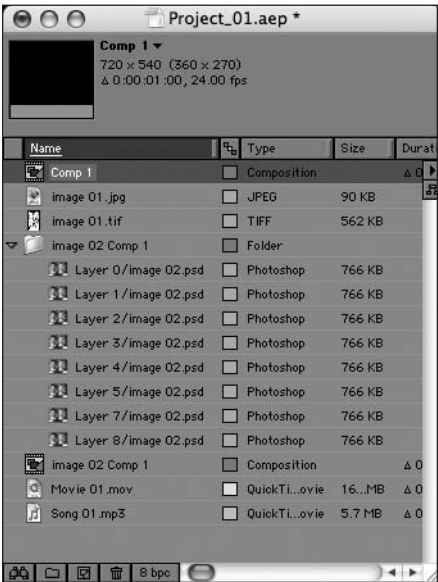 Project_01.aep *
Comp 1
720 x 540 (360 x 270)
Δ 0:00:01:00, 24.00 fps
Name Type Size Durati
Comp 1 Composition Δ 0
image 01.jpg JPEG 90 KB
image 01.tif TIFF 562 KB
image 02 Comp 1 Folder
Layer 0/image 02.psd Photoshop 766 KB
Layer 1/image 02.psd Photoshop 766 KB
Layer 2/image 02.psd Photoshop 766 KB
Layer 3/image 02.psd Photoshop 766 KB
Layer 4/image 02.psd Photoshop 766 KB
Layer 5/image 02.psd Photoshop 766 KB
Layer 7/image 02.psd Photoshop 766 KB
Layer 8/image 02.psd Photoshop 766 KB
image 02 Comp 1 Composition Δ 0
Movie 01.mov QuickTi...ovie 16...MB Δ 0
Song 01.mp3 QuickTi...ovie 5.7 MB Δ 0
8 bpc